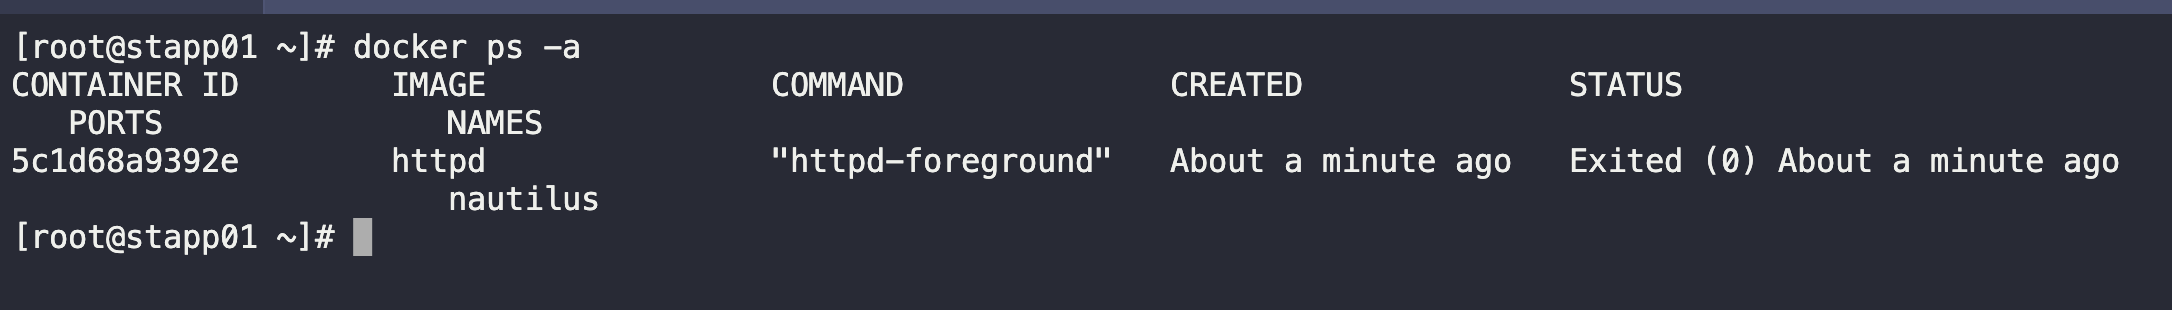 [root@stapp01 ~]# docker ps -a
CONTAINER ID        IMAGE               COMMAND              CREATED              STATUS
   PORTS               NAMES
5c1d68a9392e        httpd               "httpd-foreground"   About a minute ago   Exited (0) About a minute ago
                       nautilus
[root@stapp01 ~]#